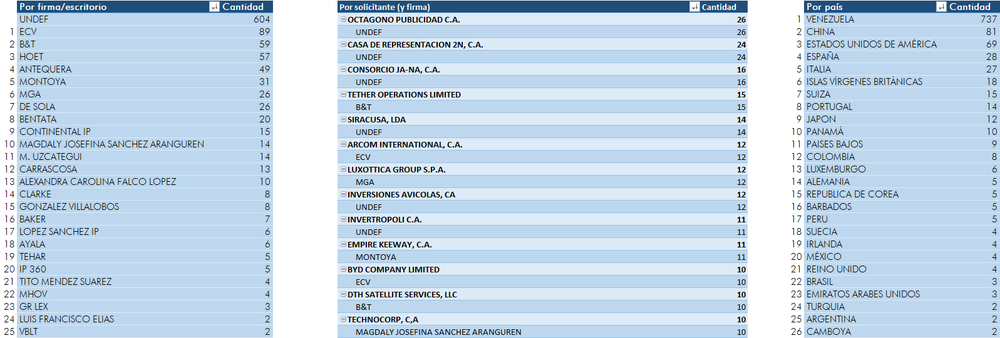 Por firma/escritorio Cantidad
UNDEF 604
1 ECV 89
2 B&T 59
3 HOET 57
4 ANTEQUERA 49
5 MONTOYA 31
6 MGA 26
7 DE SOLA 26
8 BENTATA 20
9 CONTINENTAL IP 15
10 MAGDALY JOSEFINA SANCHEZ ARANGUREN 14
11 M. UZCATEGUI 14
12 CARRASCOSA 13
13 ALEXANDRA CAROLINA FALCO LOPEZ 10
14 CLARKE 8
15 GONZALEZ VILLALOBOS 8
16 BAKER 7
17 LOPEZ SANCHEZ IP 6
18 AYALA 6
19 TEHAR 5
20 IP 360 5
21 TITO MENDEZ SUAREZ 4
22 MHOV 4
23 GR LEX 3
24 LUIS FRANCISCO ELIAS 2
25 VBLT 2
Por solicitante (y firma) Cantidad
OCTAGONO PUBLICIDAD C.A. 26
UNDEF 26
CASA DE REPRESENTACION 2N, C.A. 24
UNDEF 24
CONSORCIO JA-NA, C.A. 16
UNDEF 16
TETHER OPERATIONS LIMITED 15
B&T 15
SIRACUSA, LDA 14
UNDEF 14
ARCOM INTERNATIONAL, C.A. 12
ECV 12
LUXOTTICA GROUP S.P.A. 12
MGA 12
INVERSIONES AVICOLAS, CA 12
UNDEF 12
INVERTROPOLI C.A. 11
UNDEF 11
EMPIRE KEEWAY, C.A. 11
MONTOYA 11
BYD COMPANY LIMITED 10
ECV 10
DTH SATELLITE SERVICES, LLC 10
B&T 10
TECHNOCORP, C,A 10
MAGDALY JOSEFINA SANCHEZ ARANGUREN 10
Por país Cantidad
1 VENEZUELA 737
2 CHINA 81
3 ESTADOS UNIDOS DE AMÉRICA 69
4 ESPAÑA 28
5 ITALIA 27
6 ISLAS VÍRGENES BRITÁNICAS 18
7 SUIZA 15
8 PORTUGAL 14
9 JAPON 12
10 PANAMÁ 10
11 PAISES BAJOS 9
12 COLOMBIA 8
13 LUXEMBURGO 6
14 ALEMANIA 5
15 REPUBLICA DE COREA 5
16 BARBADOS 5
17 PERU 5
18 SUECIA 4
19 IRLANDA 4
20 MÉXICO 4
21 REINO UNIDO 4
22 BRASIL 3
23 EMIRATOS ARABES UNIDOS 3
24 TURQUIA 2
25 ARGENTINA 2
26 CAMBOYA 2